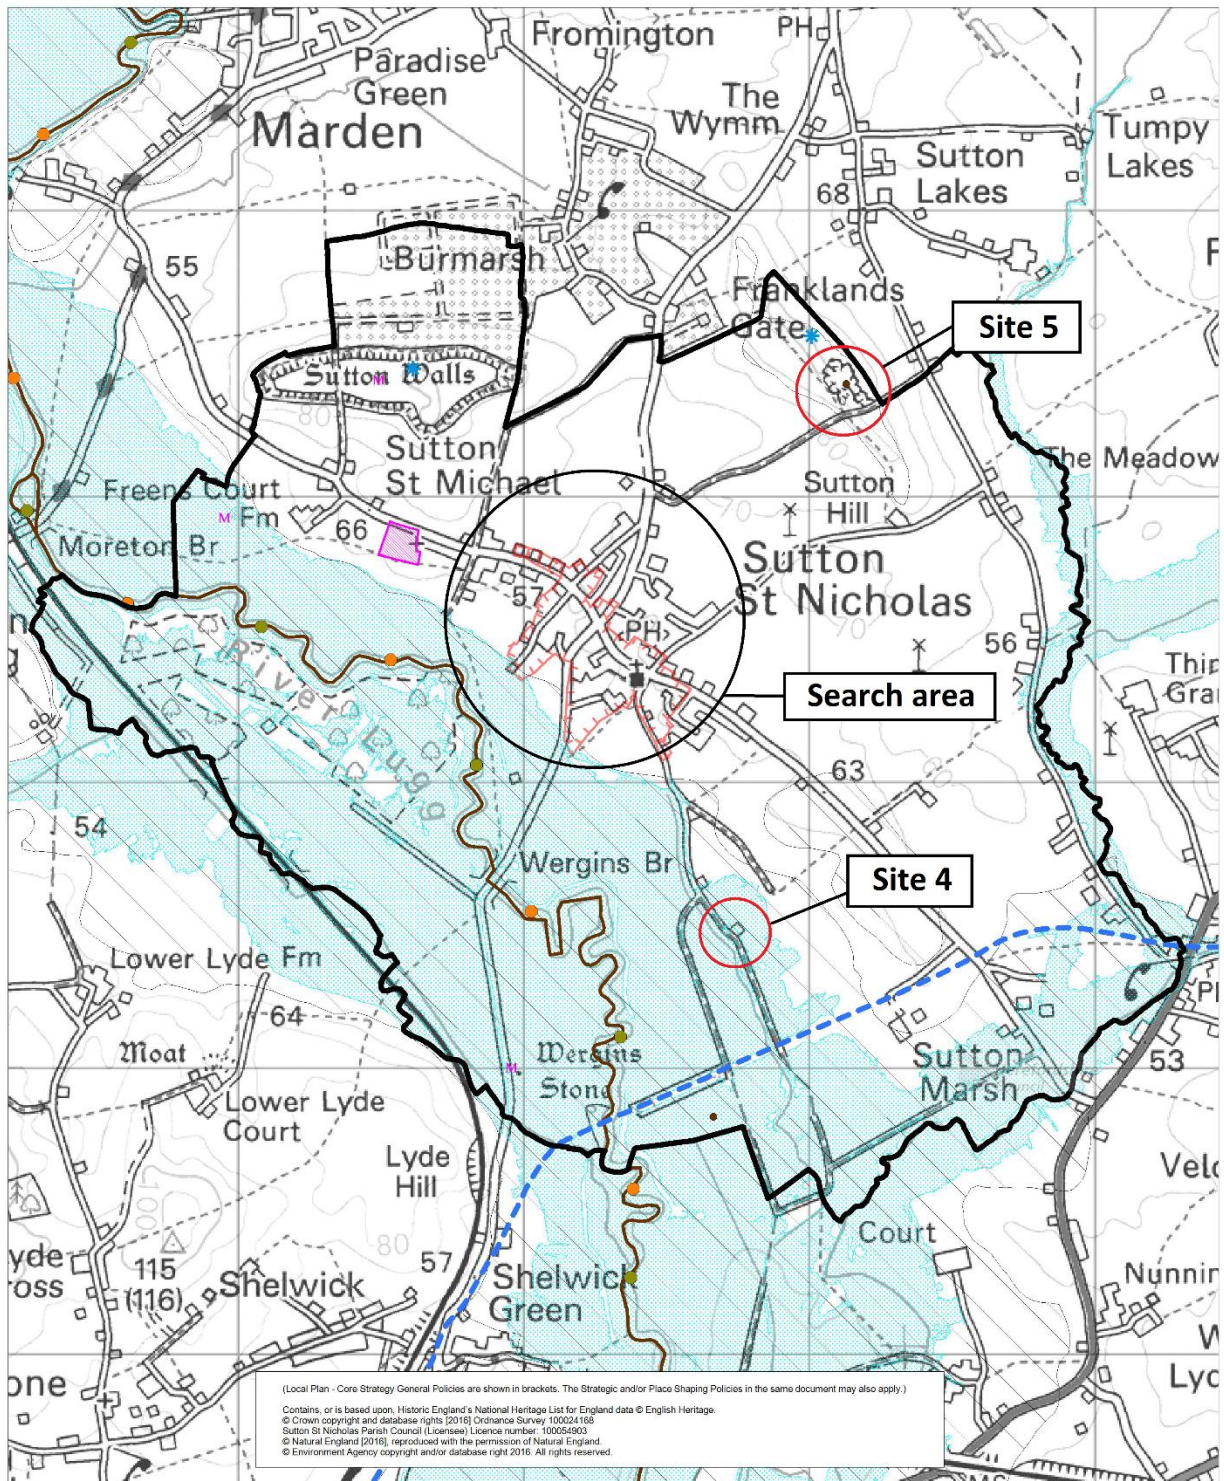 Fromington
PH
Paradise
Green
The
Wymm
Marden
Tumpy
Lakes
Sutton
Lakes
68
Burmarsh
55
Franklands
Gate
Site 5
Sutton Walls
M
80
Sutton
St Michael
The Meadow
Freens Court
Fm
M
Sutton
Hill
70
66
Moreton Br
Sutton
St Nicholas
57
PH
70
56
River Lugg
Search area
63
54
Wergins Br
Site 4
Lower Lyde Fm
64
Moat
Wergins
Stone
M
Sutton
Marsh
53
Lower Lyde
Court
Lyde
Hill
100
80
Court
115
(116)
57
Shelwick
Shelwick
Green
(Local Plan - Core Strategy General Policies are shown in brackets. The Strategic and/or Place Shaping Policies in the same document may also apply.)
Contains, or is based upon, Historic England's National Heritage List for England data © English Heritage.
© Crown copyright and database rights [2016] Ordnance Survey 100024168
Sutton St Nicholas Parish Council (Licensee) Licence number: 100054903
© Natural England [2016], reproduced with the permission of Natural England.
© Environment Agency copyright and/or database right 2016. All rights reserved.